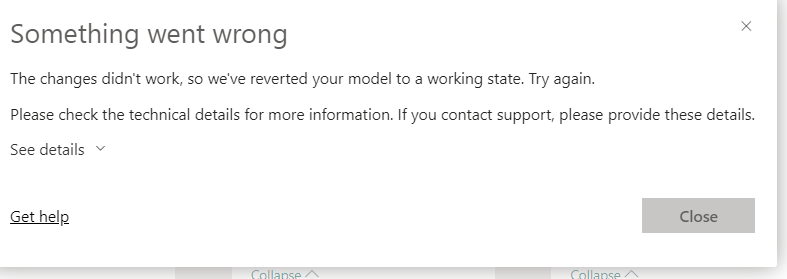 Something went wrong
The changes didn't work, so we've reverted your model to a working state. Try again.
Please check the technical details for more information. If you contact support, please provide these details.
See details
Get help
Close
Collapse
Collapse